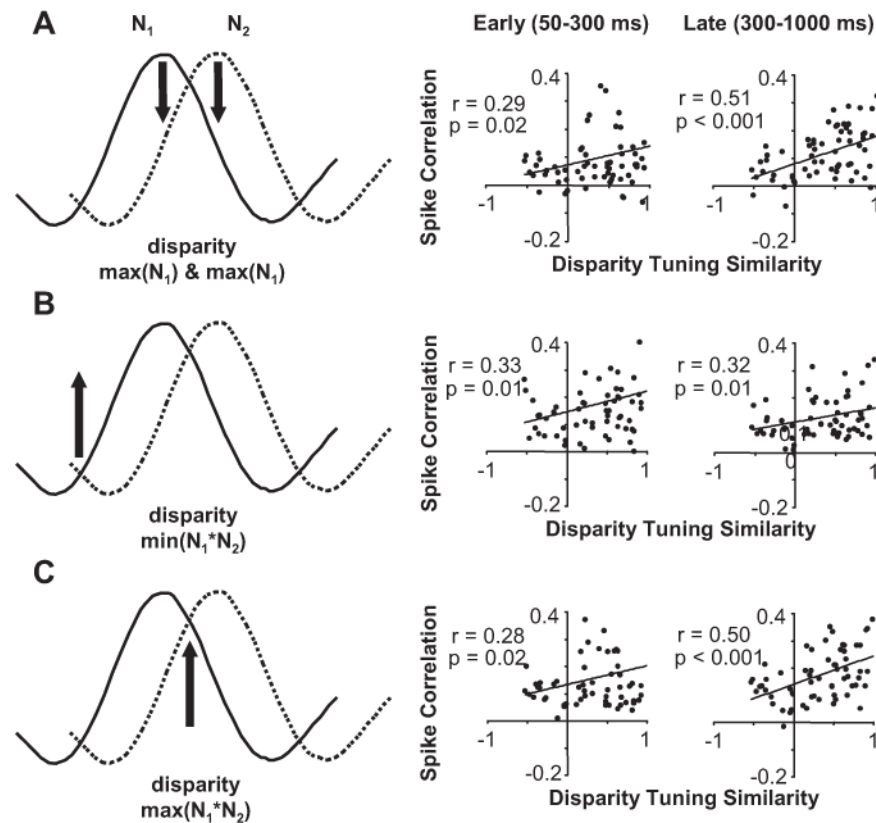 A
N₁ N₂
disparity
max(N₁) & max(N₁)
Early (50-300 ms)
Late (300-1000 ms)
Spike Correlation
r = 0.29
p = 0.02
0.4
-0.2
-1
1
r = 0.51
p < 0.001
0.4
-0.2
-1
1
Disparity Tuning Similarity
B
disparity
min(N₁*N₂)
Spike Correlation
r = 0.33
p = 0.01
0.4
-0.2
-1
1
r = 0.32
p = 0.01
0.4
-0.2
-1
1
Disparity Tuning Similarity
C
disparity
max(N₁*N₂)
Spike Correlation
r = 0.28
p = 0.02
0.4
-0.2
-1
1
r = 0.50
p < 0.001
0.4
-0.2
-1
1
Disparity Tuning Similarity